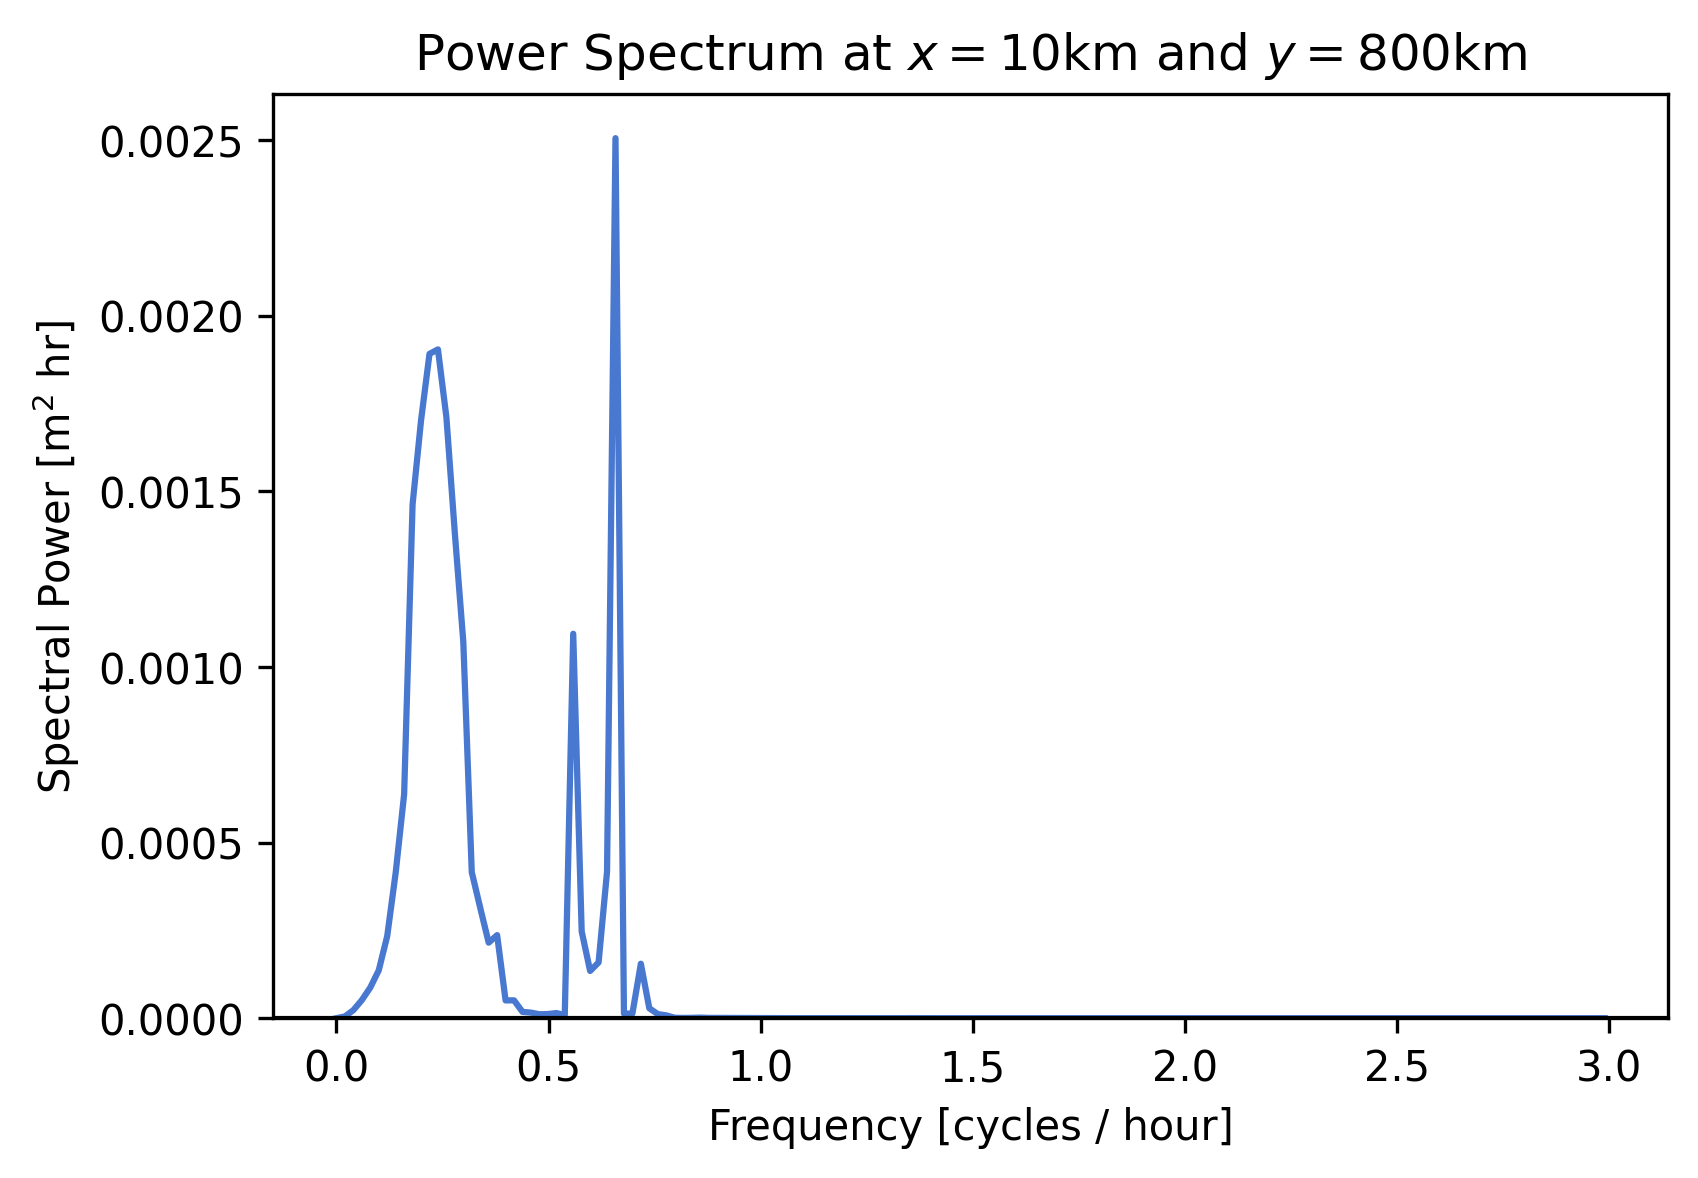 Power Spectrum at x = 10km and y = 800km
0.0025
0.0020
0.0015
0.0010
0.0005
0.0000
Spectral Power [m² hr]
0.0 0.5 1.0 1.5 2.0 2.5 3.0
Frequency [cycles / hour]